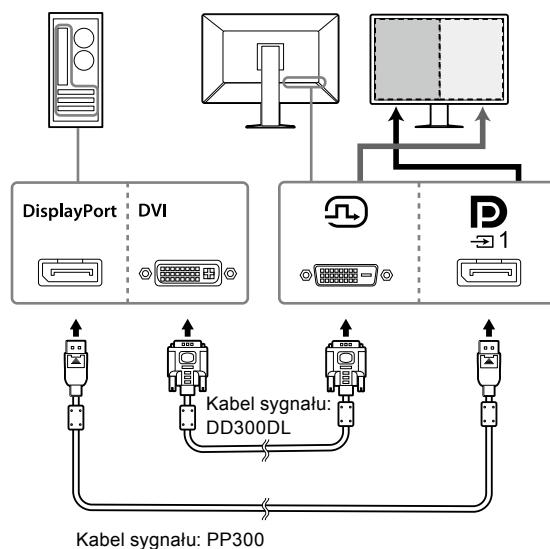 DisplayPort DVI
1
Kabel sygnału:
DD300DL
Kabel sygnału: PP300